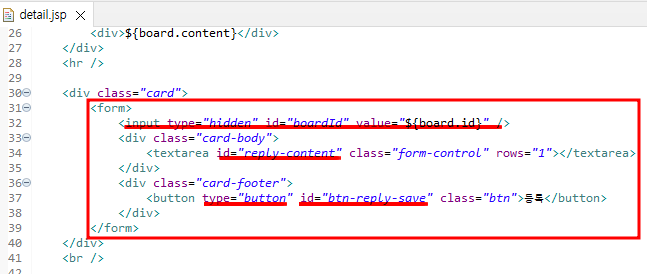 detail.jsp
26 <div>${board.content}</div>
27 </div>
28 <hr />
29
30 <div class="card">
31 <form>
32 <input type="hidden" id="boardId" value="${board.id}" />
33 <div class="card-body">
34 <textarea id="reply-content" class="form-control" rows="1"></textarea>
35 </div>
36 <div class="card-footer">
37 <button type="button" id="btn-reply-save" class="btn">등록</button>
38 </div>
39 </form>
40 </div>
41 <br />
42